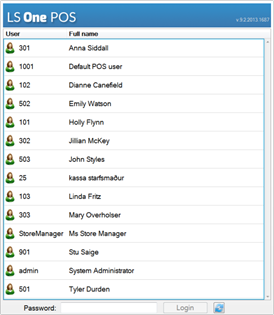 LS One POS
v.9.2.2013.1637
User Full name
301 Anna Siddall
1001 Default POS user
102 Dianne Canefield
502 Emily Watson
101 Holly Flynn
302 Jillian McKey
503 John Styles
25 kassa starfsmaður
103 Linda Fritz
303 Mary Overholser
StoreManager Ms Store Manager
901 Stu Saige
admin System Administrator
501 Tyler Durden
Password: Login